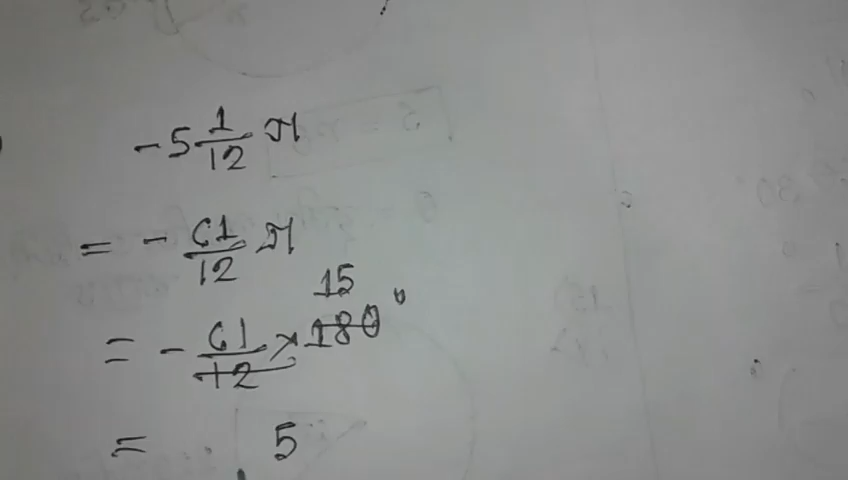 -5 1/12 π
= - 61/12 π
= - 61/12 × 180° 15
= 5